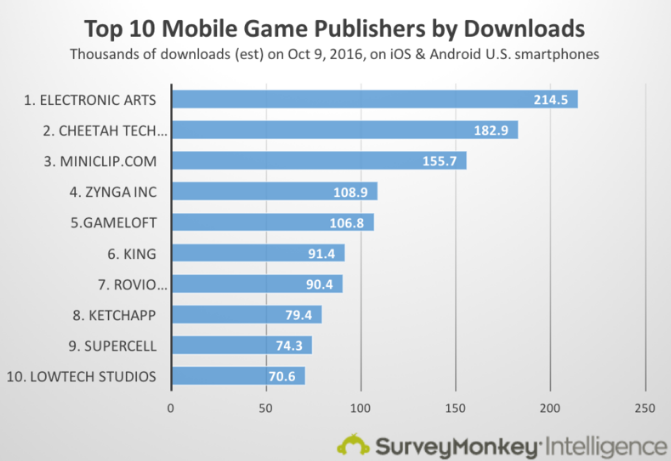 Top 10 Mobile Game Publishers by Downloads
Thousands of downloads (est) on Oct 9, 2016, on iOS & Android U.S. smartphones
1. ELECTRONIC ARTS 214.5
2. CHEETAH TECH... 182.9
3. MINICLIP.COM 155.7
4. ZYNGA INC 108.9
5.GAMELOFT 106.8
6. KING 91.4
7. ROVIO... 90.4
8. KETCHAPP 79.4
9. SUPERCELL 74.3
10. LOWTECH STUDIOS 70.6
0 50 100 150 200 250
SurveyMonkey Intelligence